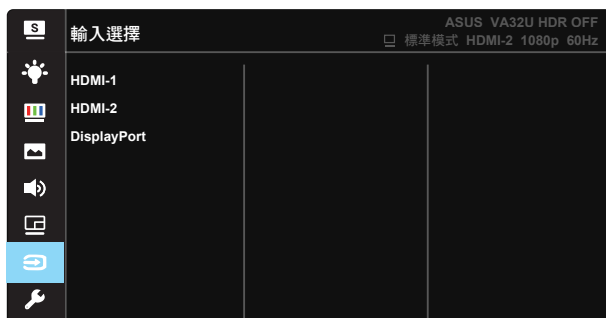 S
輸入選擇
ASUS VA32U HDR OFF
標準模式 HDMI-2 1080p 60Hz
HDMI-1
HDMI-2
DisplayPort